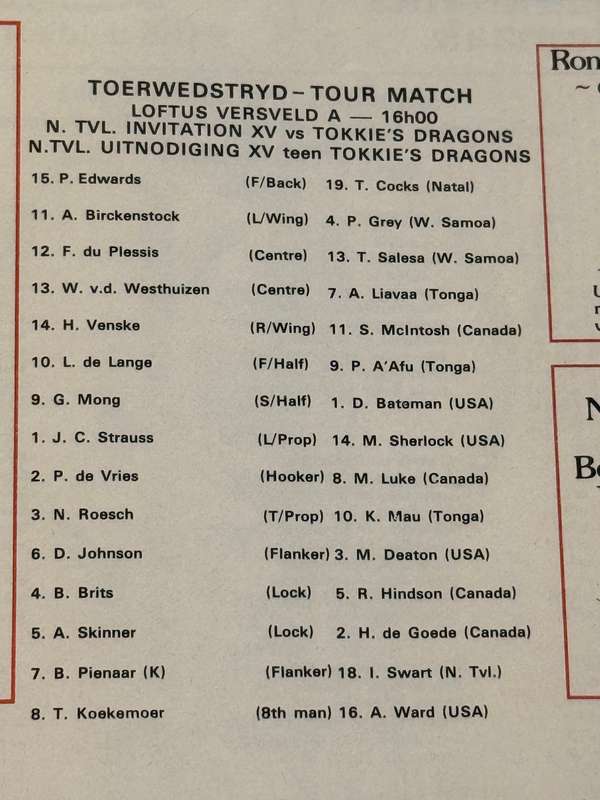 TOERWEDSTRYD – TOUR MATCH
LOFTUS VERSVELD A — 16h00
N. TVL. INVITATION XV vs TOKKIE'S DRAGONS
N.TVL. UITNODIGING XV teen TOKKIE'S DRAGONS
15. P. Edwards (F/Back) 19. T. Cocks (Natal)
11. A. Birckenstock (L/Wing) 4. P. Grey (W. Samoa)
12. F. du Plessis (Centre) 13. T. Salesa (W. Samoa)
13. W. v.d. Westhuizen (Centre) 7. A. Liavaa (Tonga)
14. H. Venske (R/Wing) 11. S. McIntosh (Canada)
10. L. de Lange (F/Half) 9. P. A'Afu (Tonga)
9. G. Mong (S/Half) 1. D. Bateman (USA)
1. J. C. Strauss (L/Prop) 14. M. Sherlock (USA)
2. P. de Vries (Hooker) 8. M. Luke (Canada)
3. N. Roesch (T/Prop) 10. K. Mau (Tonga)
6. D. Johnson (Flanker) 3. M. Deaton (USA)
4. B. Brits (Lock) 5. R. Hindson (Canada)
5. A. Skinner (Lock) 2. H. de Goede (Canada)
7. B. Pienaar (K) (Flanker) 18. I. Swart (N. Tvl.)
8. T. Koekemoer (8th man) 16. A. Ward (USA)